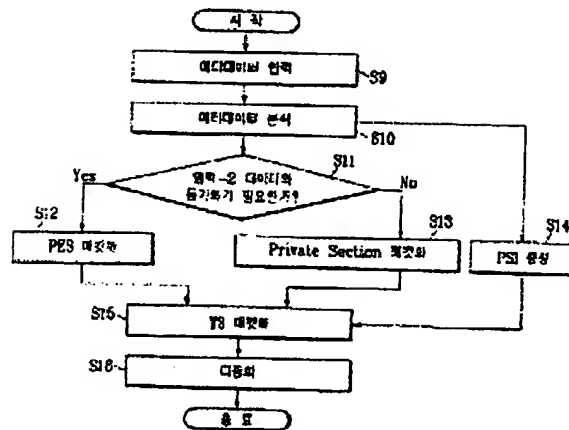 시 작
메타데이터 입력
S9
메타데이터 분석
S10
S11
엠펙-2 데이터와
동기화가 필요한가?
Yes
No
S12
S13
S14
PES 패킷화
Private Section 패킷화
PSI 생성
S15
TS 패킷화
S16
다중화
종 료